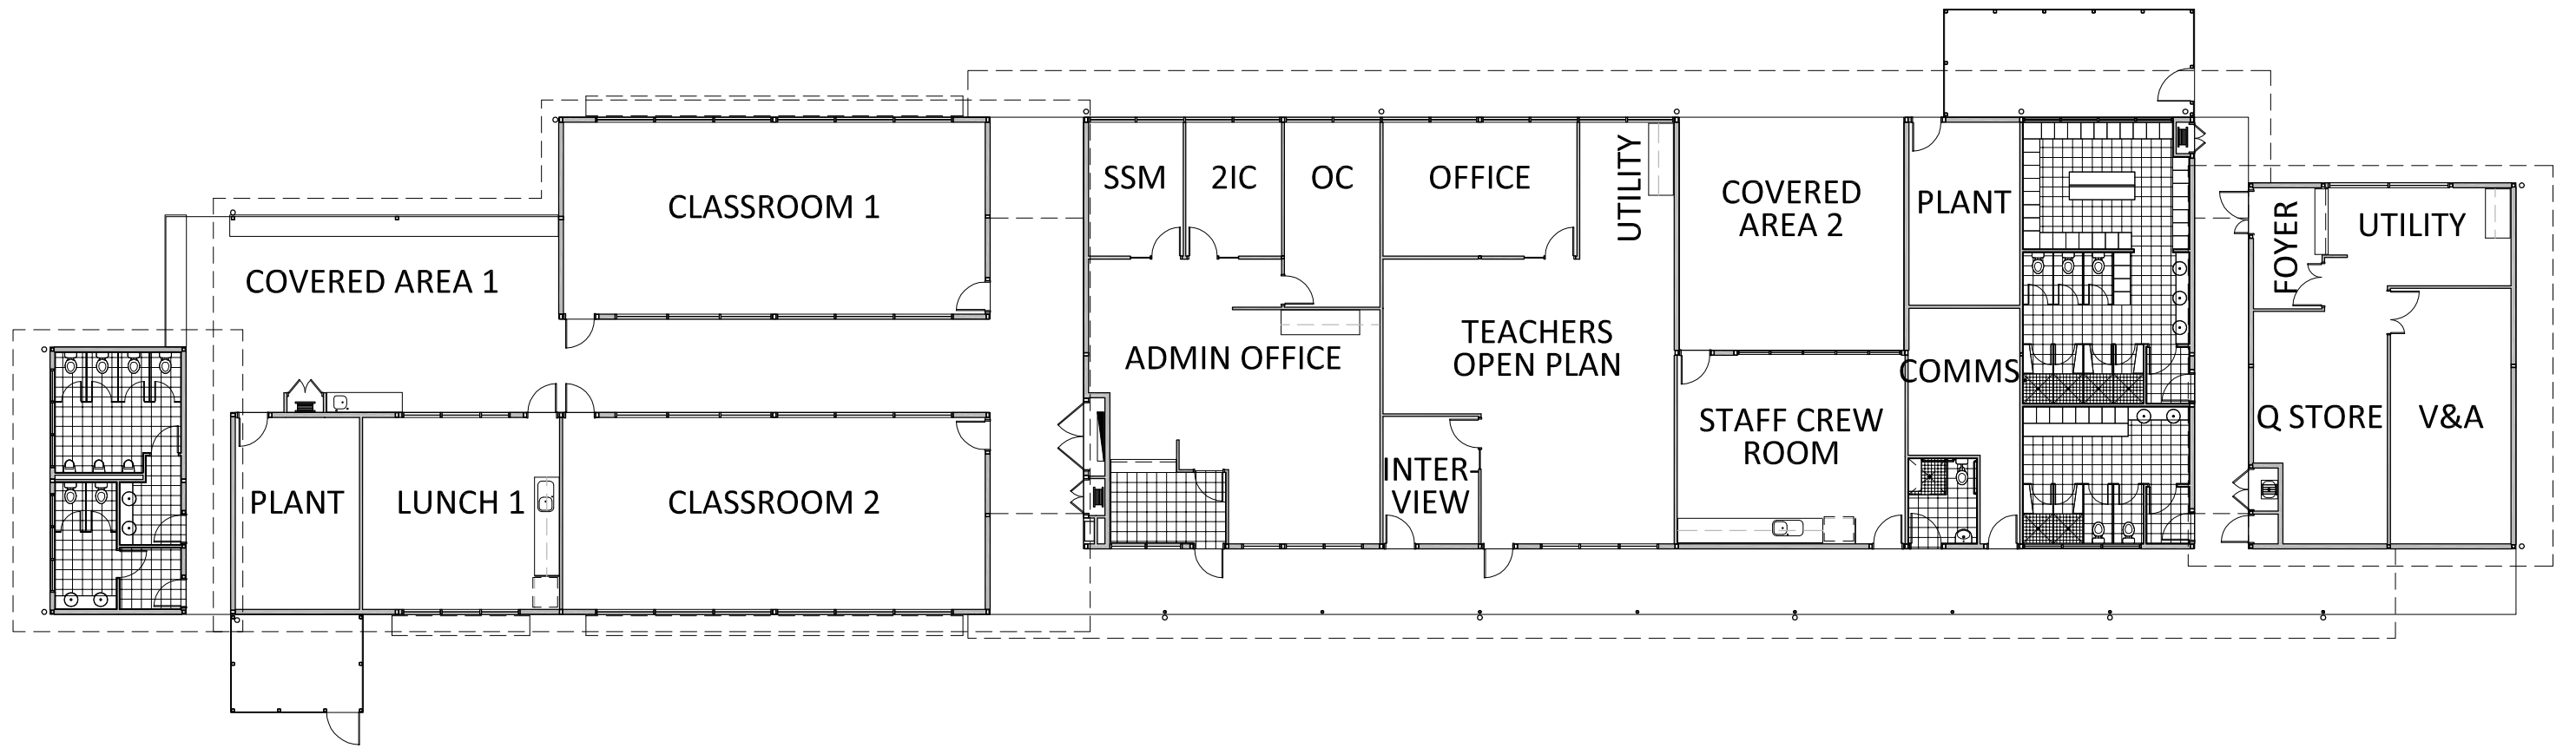 CLASSROOM 1
COVERED AREA 1
PLANT
LUNCH 1
CLASSROOM 2
SSM
2IC
OC
OFFICE
UTILITY
ADMIN OFFICE
TEACHERS
OPEN PLAN
INTER-
VIEW
COVERED
AREA 2
STAFF CREW
ROOM
PLANT
COMMS
FOYER
UTILITY
Q STORE
V&A